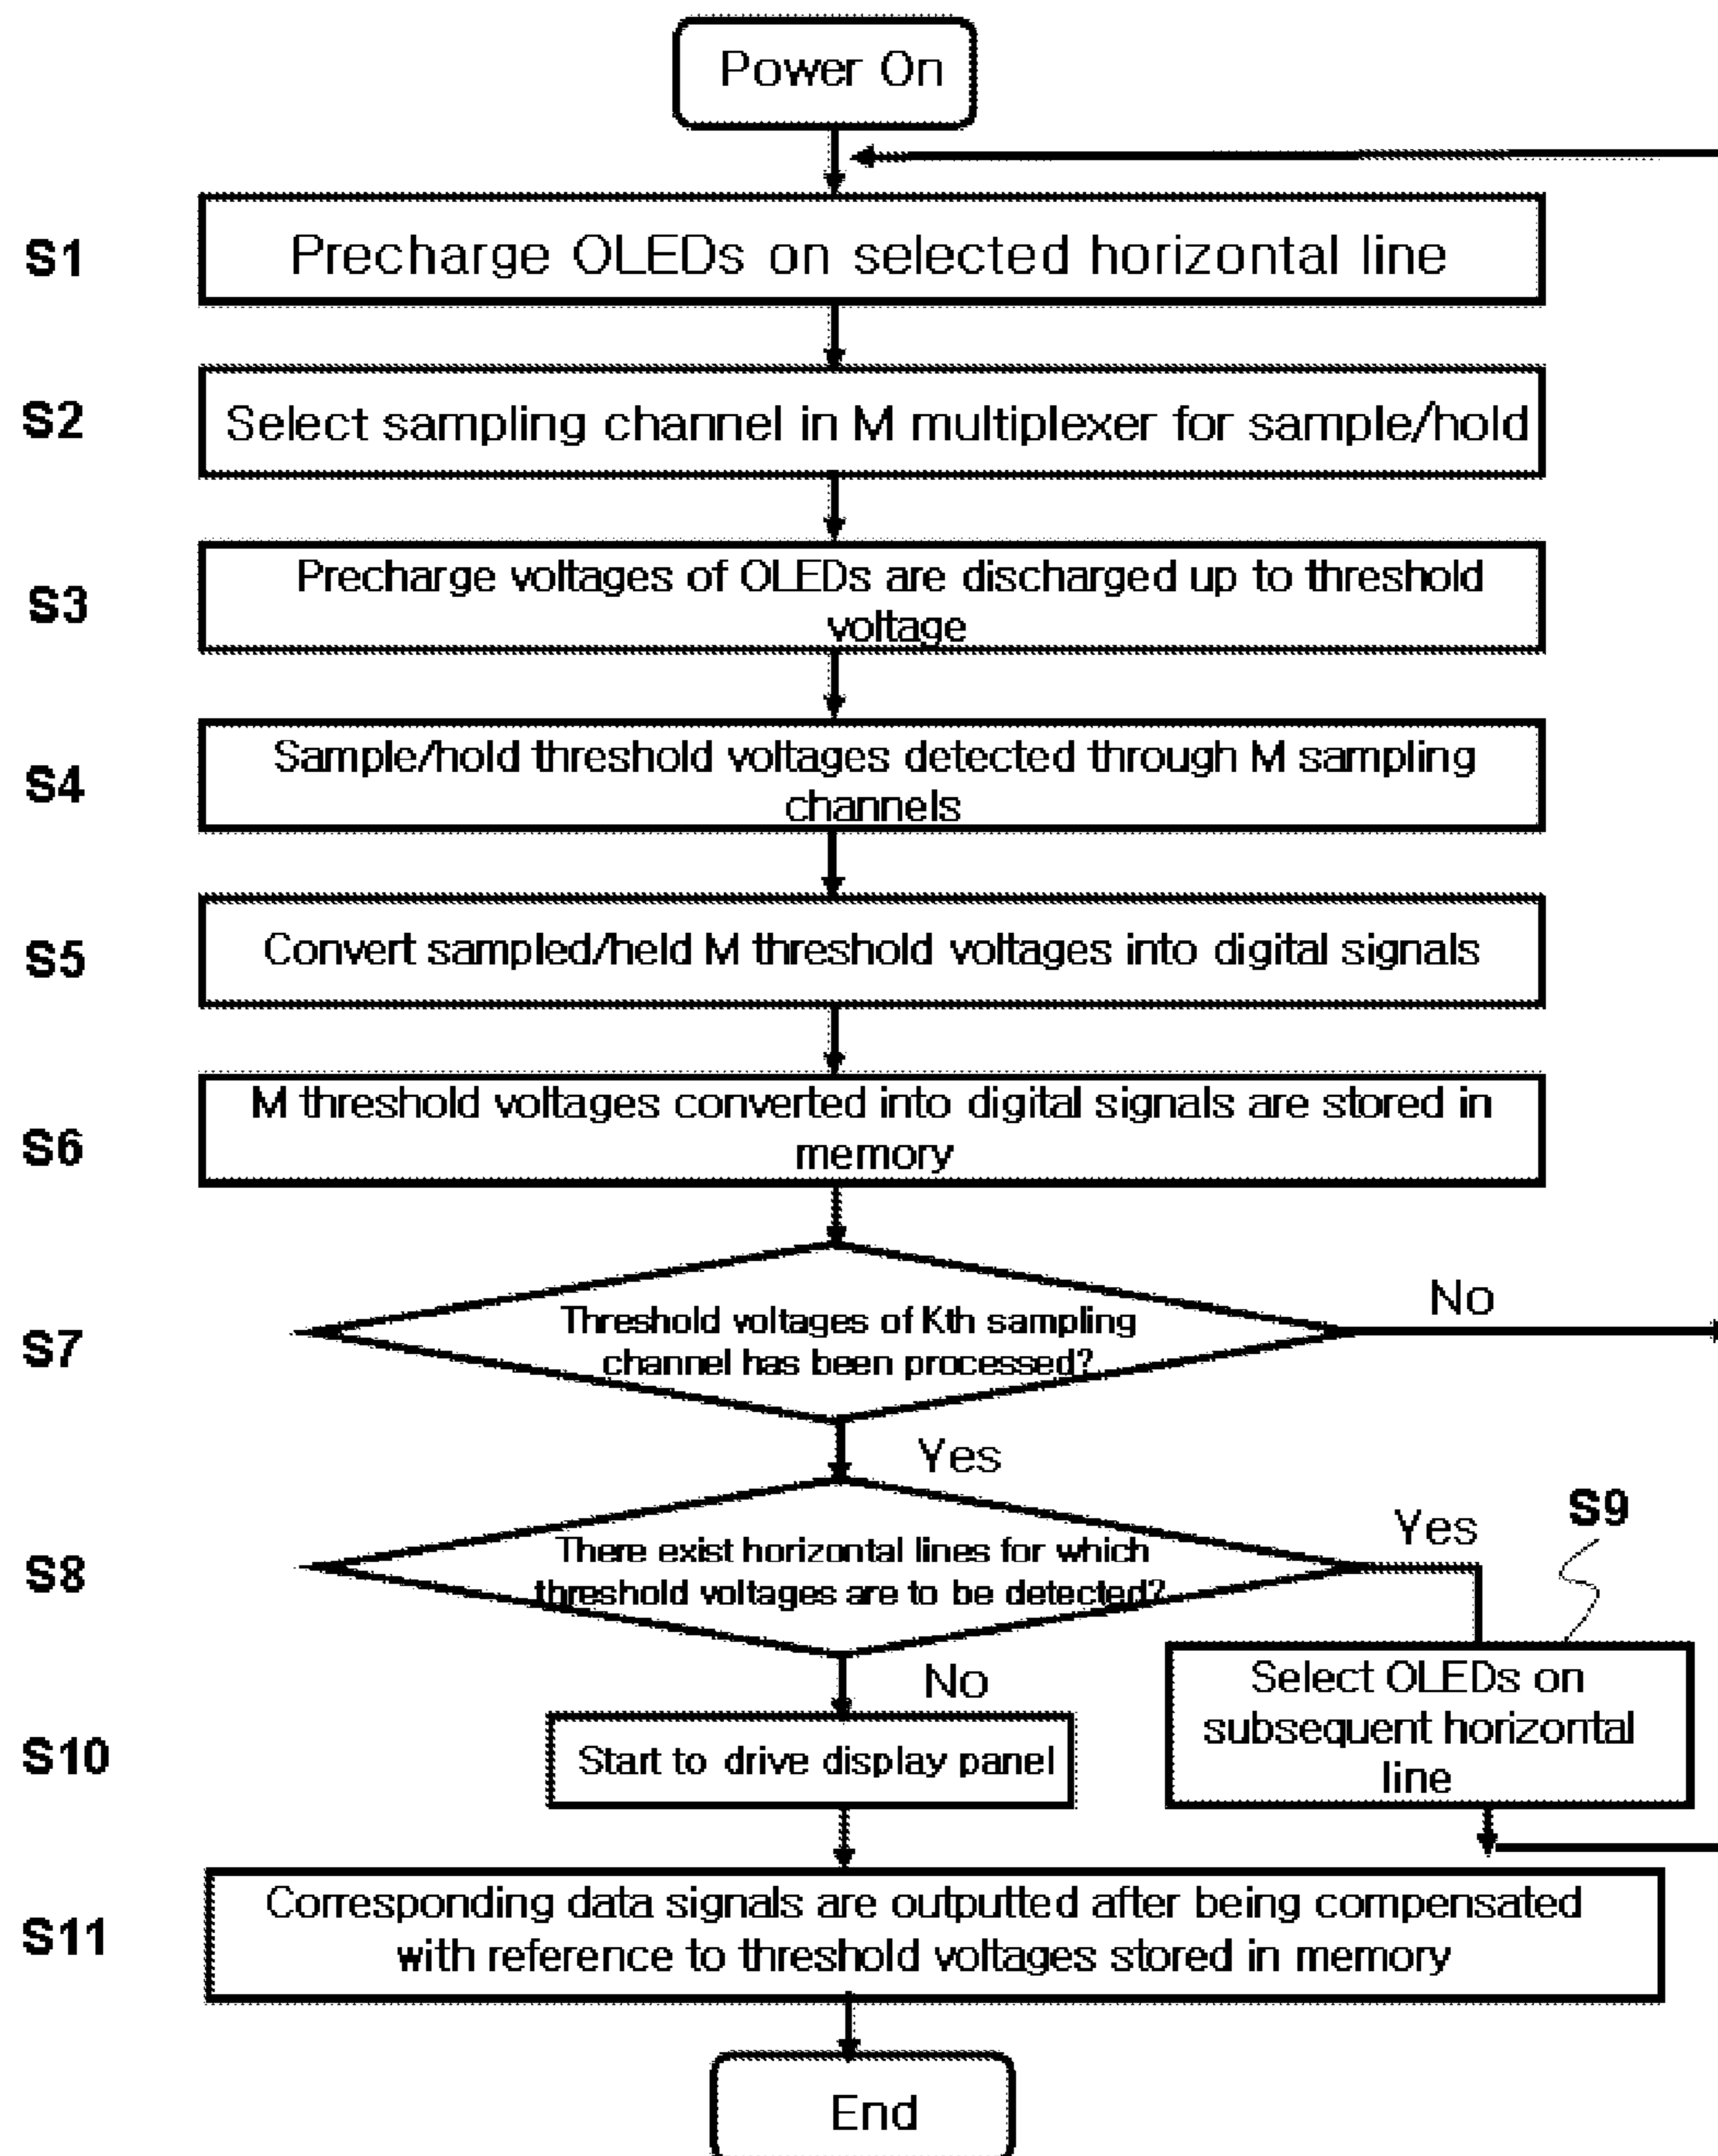 Power On
S1
Precharge OLEDs on selected horizontal line
S2
Select sampling channel in M multiplexer for sample/hold
S3
Precharge voltages of OLEDs are discharged up to threshold
voltage
S4
Sample/hold threshold voltages detected through M sampling
channels
S5
Convert sampled/held M threshold voltages into digital signals
S6
M threshold voltages converted into digital signals are stored in
memory
S7
Threshold voltages of Kth sampling
channel has been processed?
No
Yes
S8
There exist horizontal lines for which
threshold voltages are to be detected?
Yes
S9
No
Select OLEDs on
subsequent horizontal
line
S10
Start to drive display panel
S11
Corresponding data signals are outputted after being compensated
with reference to threshold voltages stored in memory
End